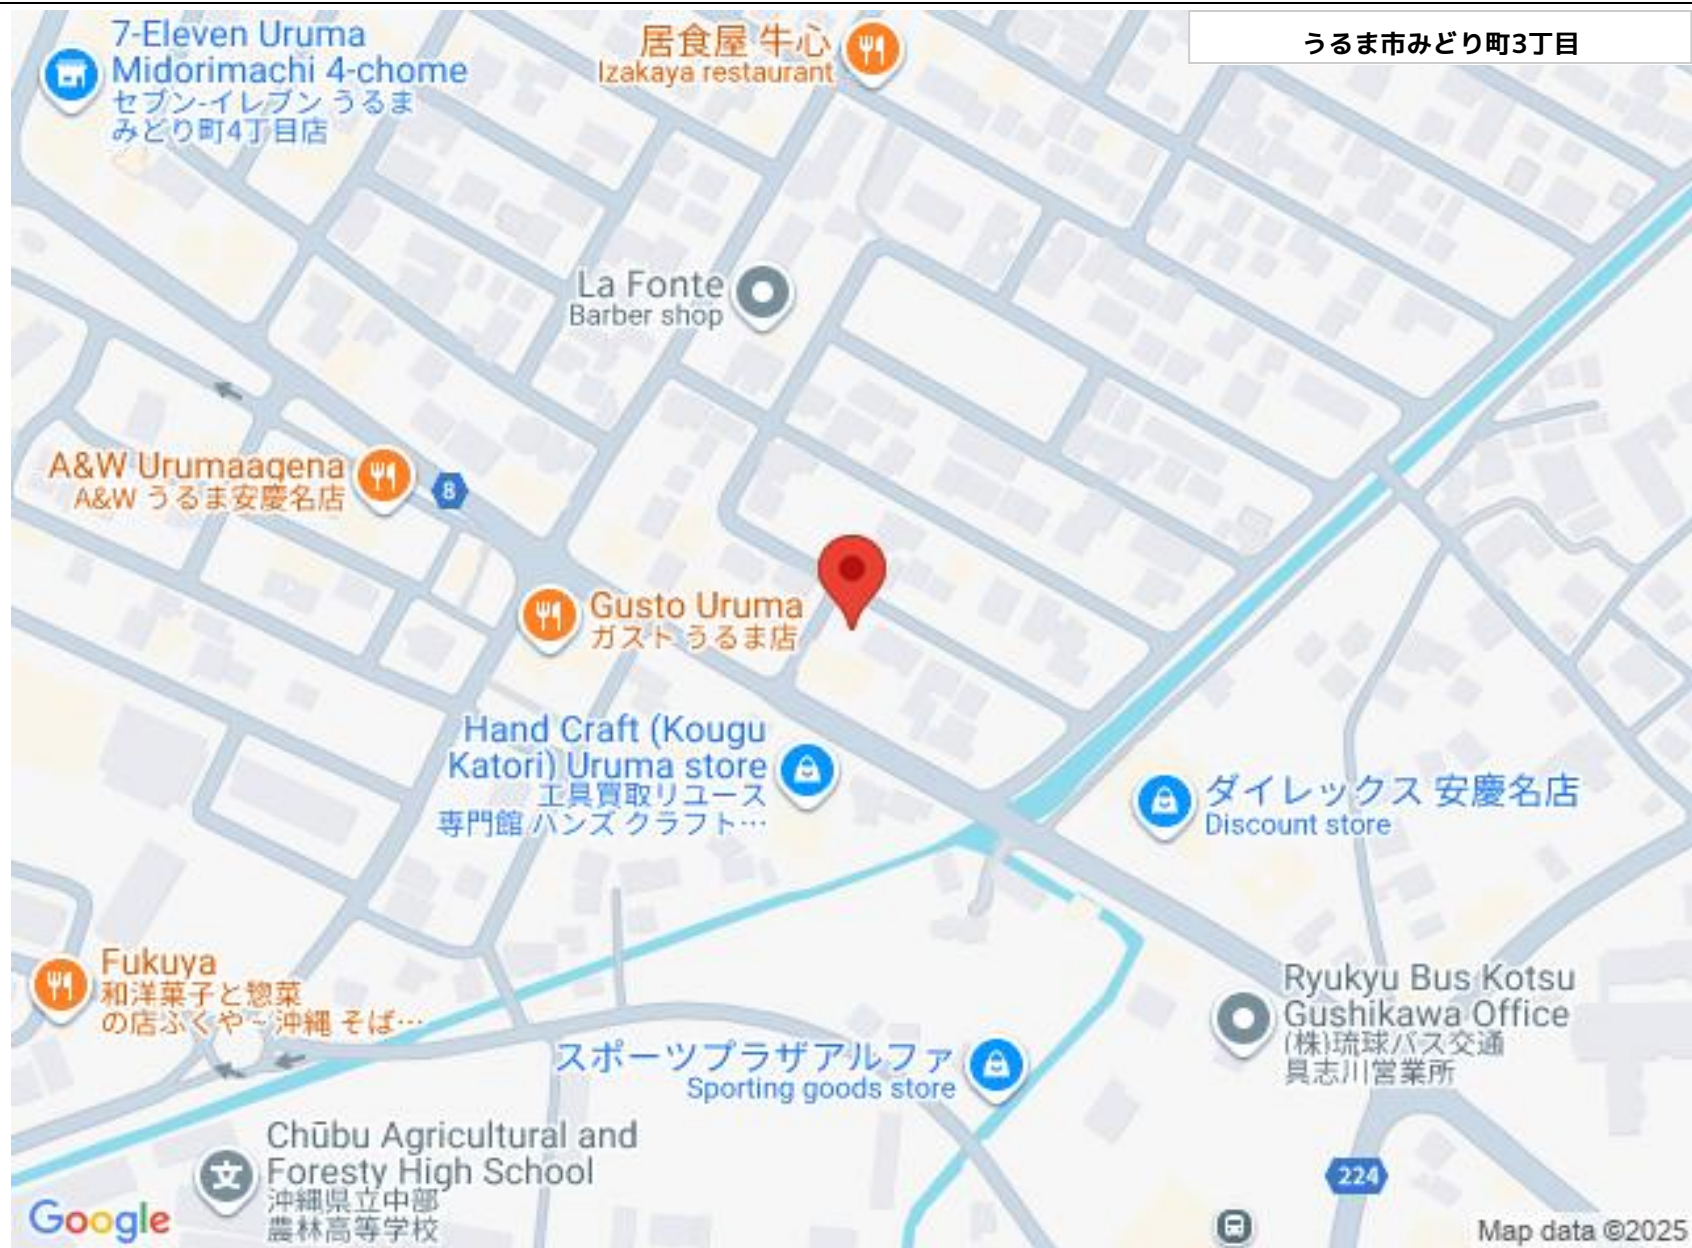 うるま市みどり町3丁目
7-Eleven Uruma
Midorimachi 4-chome
セブン-イレブン うるま
みどり町4丁目店
居食屋 牛心
Izakaya restaurant
La Fonte
Barber shop
A&W Urumaagena
A&W うるま安慶名店
8
Gusto Uruma
ガスト うるま店
Hand Craft (Kougu
Katori) Uruma store
工具買取リユース
専門館 ハンズ クラフト…
ダイレックス 安慶名店
Discount store
Fukuya
和洋菓子と惣菜
の店ふくや - 沖縄 そば…
Ryukyu Bus Kotsu
Gushikawa Office
(株)琉球バス交通
具志川営業所
スポーツプラザアルファ
Sporting goods store
Chūbu Agricultural and
Foresty High School
沖縄県立中部
農林高等学校
224
Google
Map data ©2025